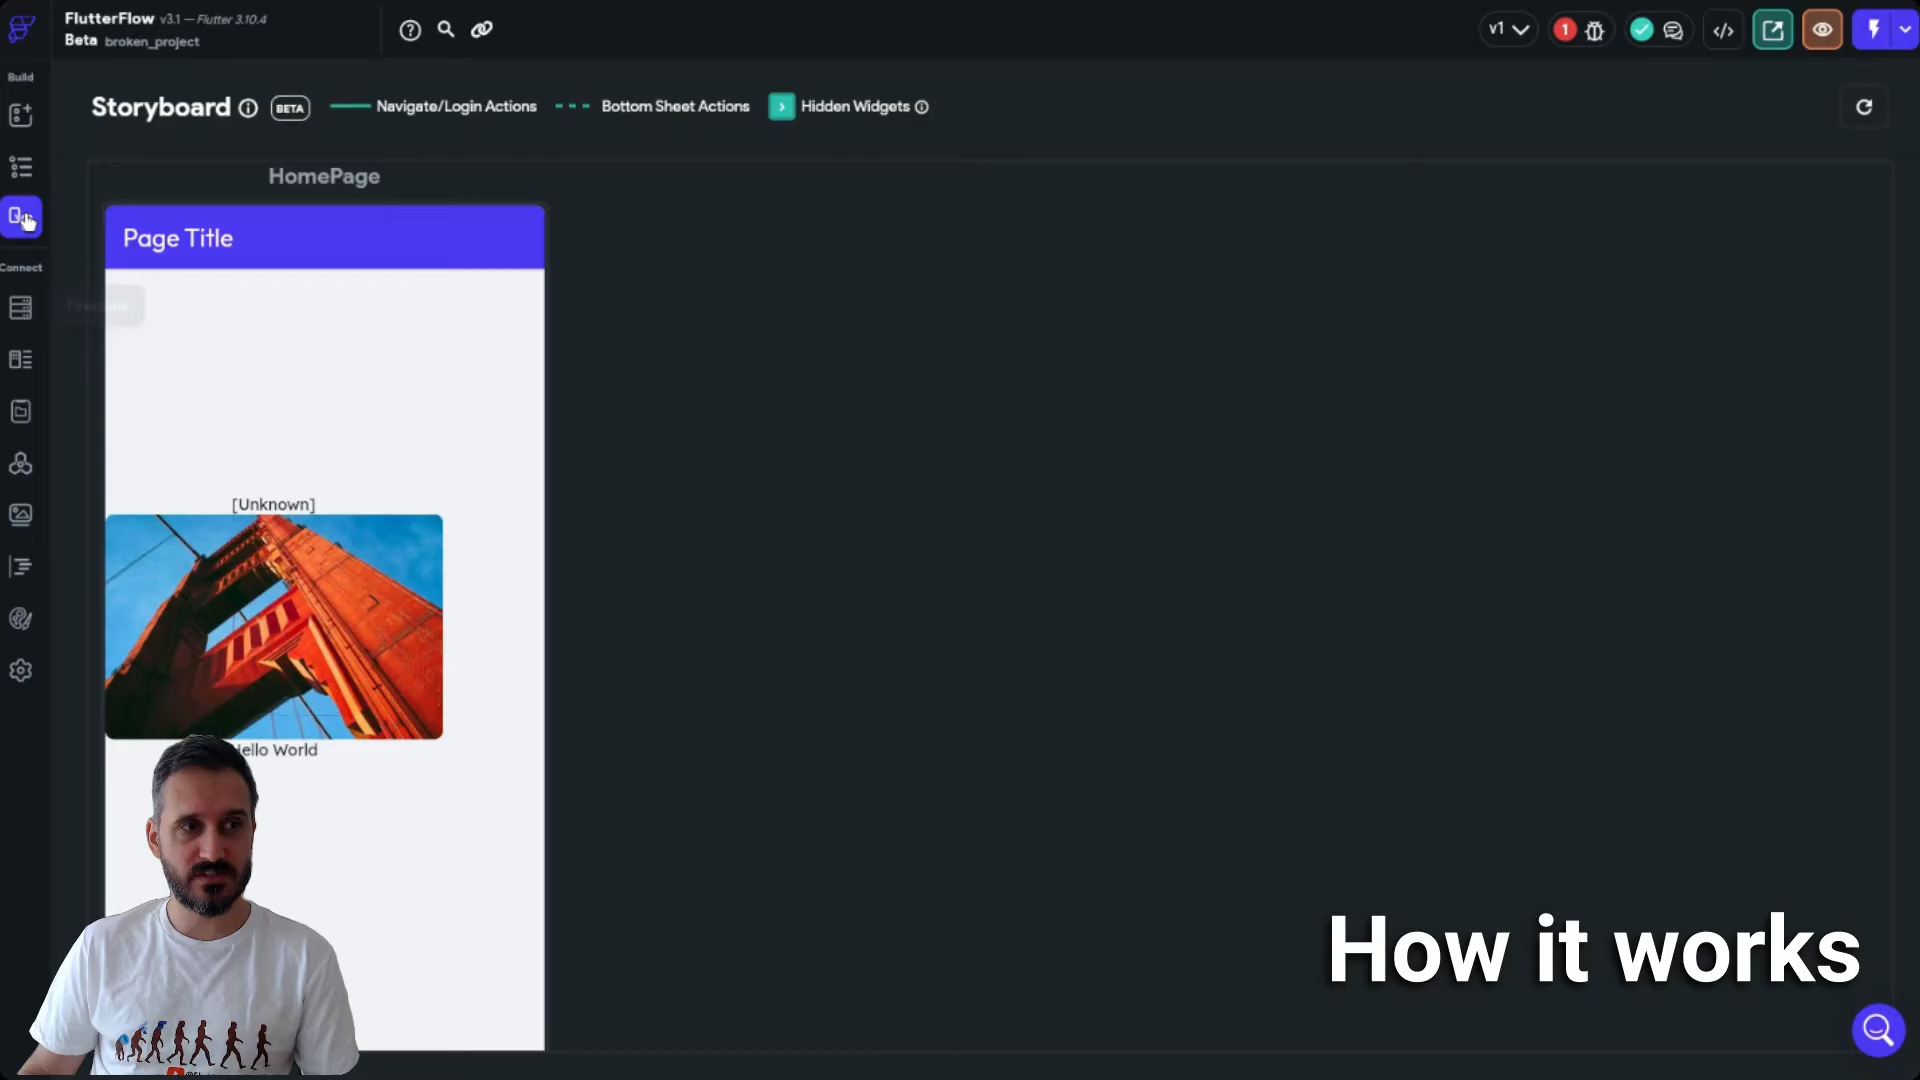 FlutterFlow v3.1 — Flutter 3.10.4
Beta broken_project
v1
1
Build
Storyboard BETA Navigate/Login Actions Bottom Sheet Actions Hidden Widgets
HomePage
Page Title
Connect
[Unknown]
Hello World
How it works